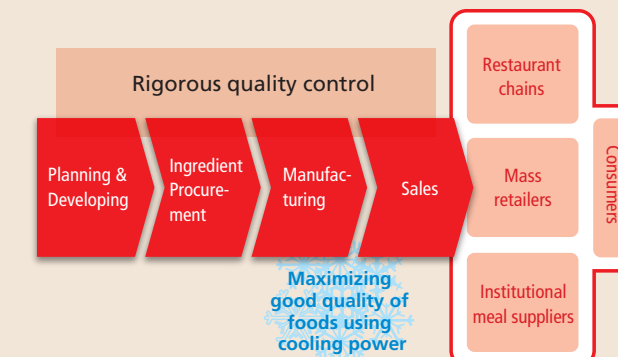 Rigorous quality control
Planning &
Developing
Ingredient
Procure-
ment
Manufac-
turing
Sales
Maximizing
good quality of
foods using
cooling power
Restaurant
chains
Mass
retailers
Institutional
meal suppliers
Consumers